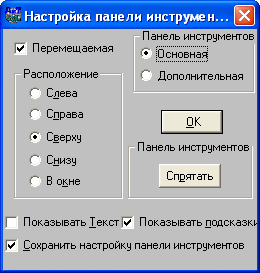 Настройка панели инструмен...
Перемещаемая
Панель инструментов
Основная
Дополнительная
Расположение
Слева
Справа
Сверху
Снизу
В окне
OK
Панель инструментов
Спрятать
Показывать Текст
Показывать подсказки
Сохранить настройку панели инструментов